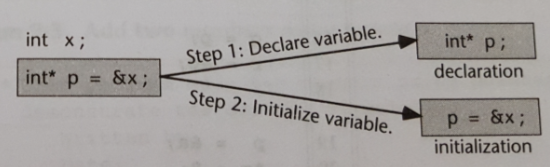 int x;
int* p = &x;
Step 1: Declare variable.
int* p;
declaration
Step 2: Initialize variable.
p = &x;
initialization